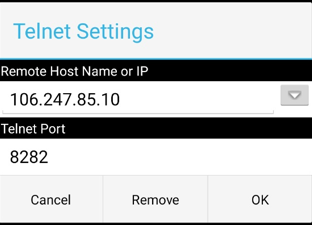 Telnet Settings
Remote Host Name or IP
106.247.85.10
Telnet Port
8282
Cancel Remove OK